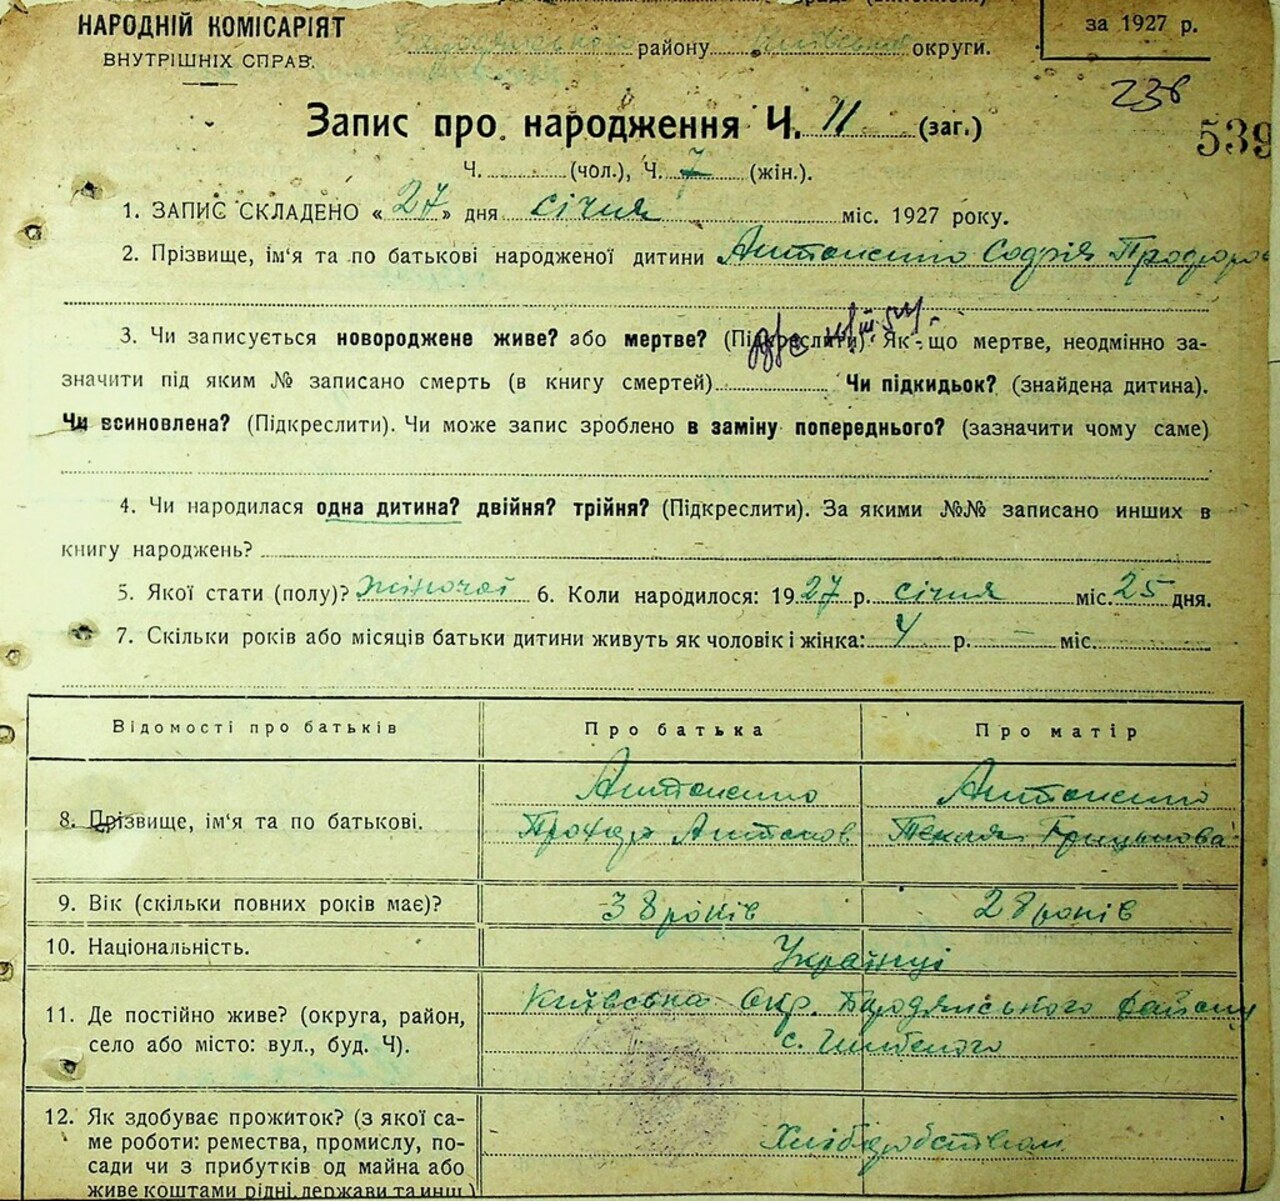 НАРОДНІЙ КОМІСАРІЯТ
ВНУТРІШНІХ СПРАВ.
району округи.
за 1927 р.
236
539
Запис про народження Ч. 11 (заг.)
Ч. (чол.), Ч. 7 (жін.).
1. ЗАПИС СКЛАДЕНО « 27 » дня січня міс. 1927 року.
2. Прізвище, ім'я та по батькові народженої дитини Антоненко Софія
3. Чи записується новороджене живе? або мертве? (Підкреслити). Як-що мертве, неодмінно за-
значити під яким № записано смерть (в книгу смертей) Чи підкидьок? (знайдена дитина).
Чи всиновлена? (Підкреслити). Чи може запис зроблено в заміну попереднього? (зазначити чому саме)
4. Чи народилася одна дитина? двійня? трійня? (Підкреслити). За якими №№ записано инших в
книгу народжень?
5. Якої стати (полу)? жіночої 6. Коли народилося: 1927 р. січня міс. 25 дня.
7. Скільки років або місяців батьки дитини живуть як чоловік і жінка: 4 р. — міс.
Відомості про батьків Про батька Про матір
Антоненко Антоненко
8. Прізвище, ім'я та по батькові. Антонов Текля Грицькова
9. Вік (скільки повних років має)? 38 років 28 років
10. Національність. Українці
11. Де постійно живе? (округа, район, Київська Окр. Бородянського району
село або місто: вул., буд. Ч). с.
12. Як здобуває прожиток? (з якої са-
ме роботи: ремества, промислу, по- Хліборобством
сади чи з прибутків од майна або
живе коштами рідні, держави та инш.)